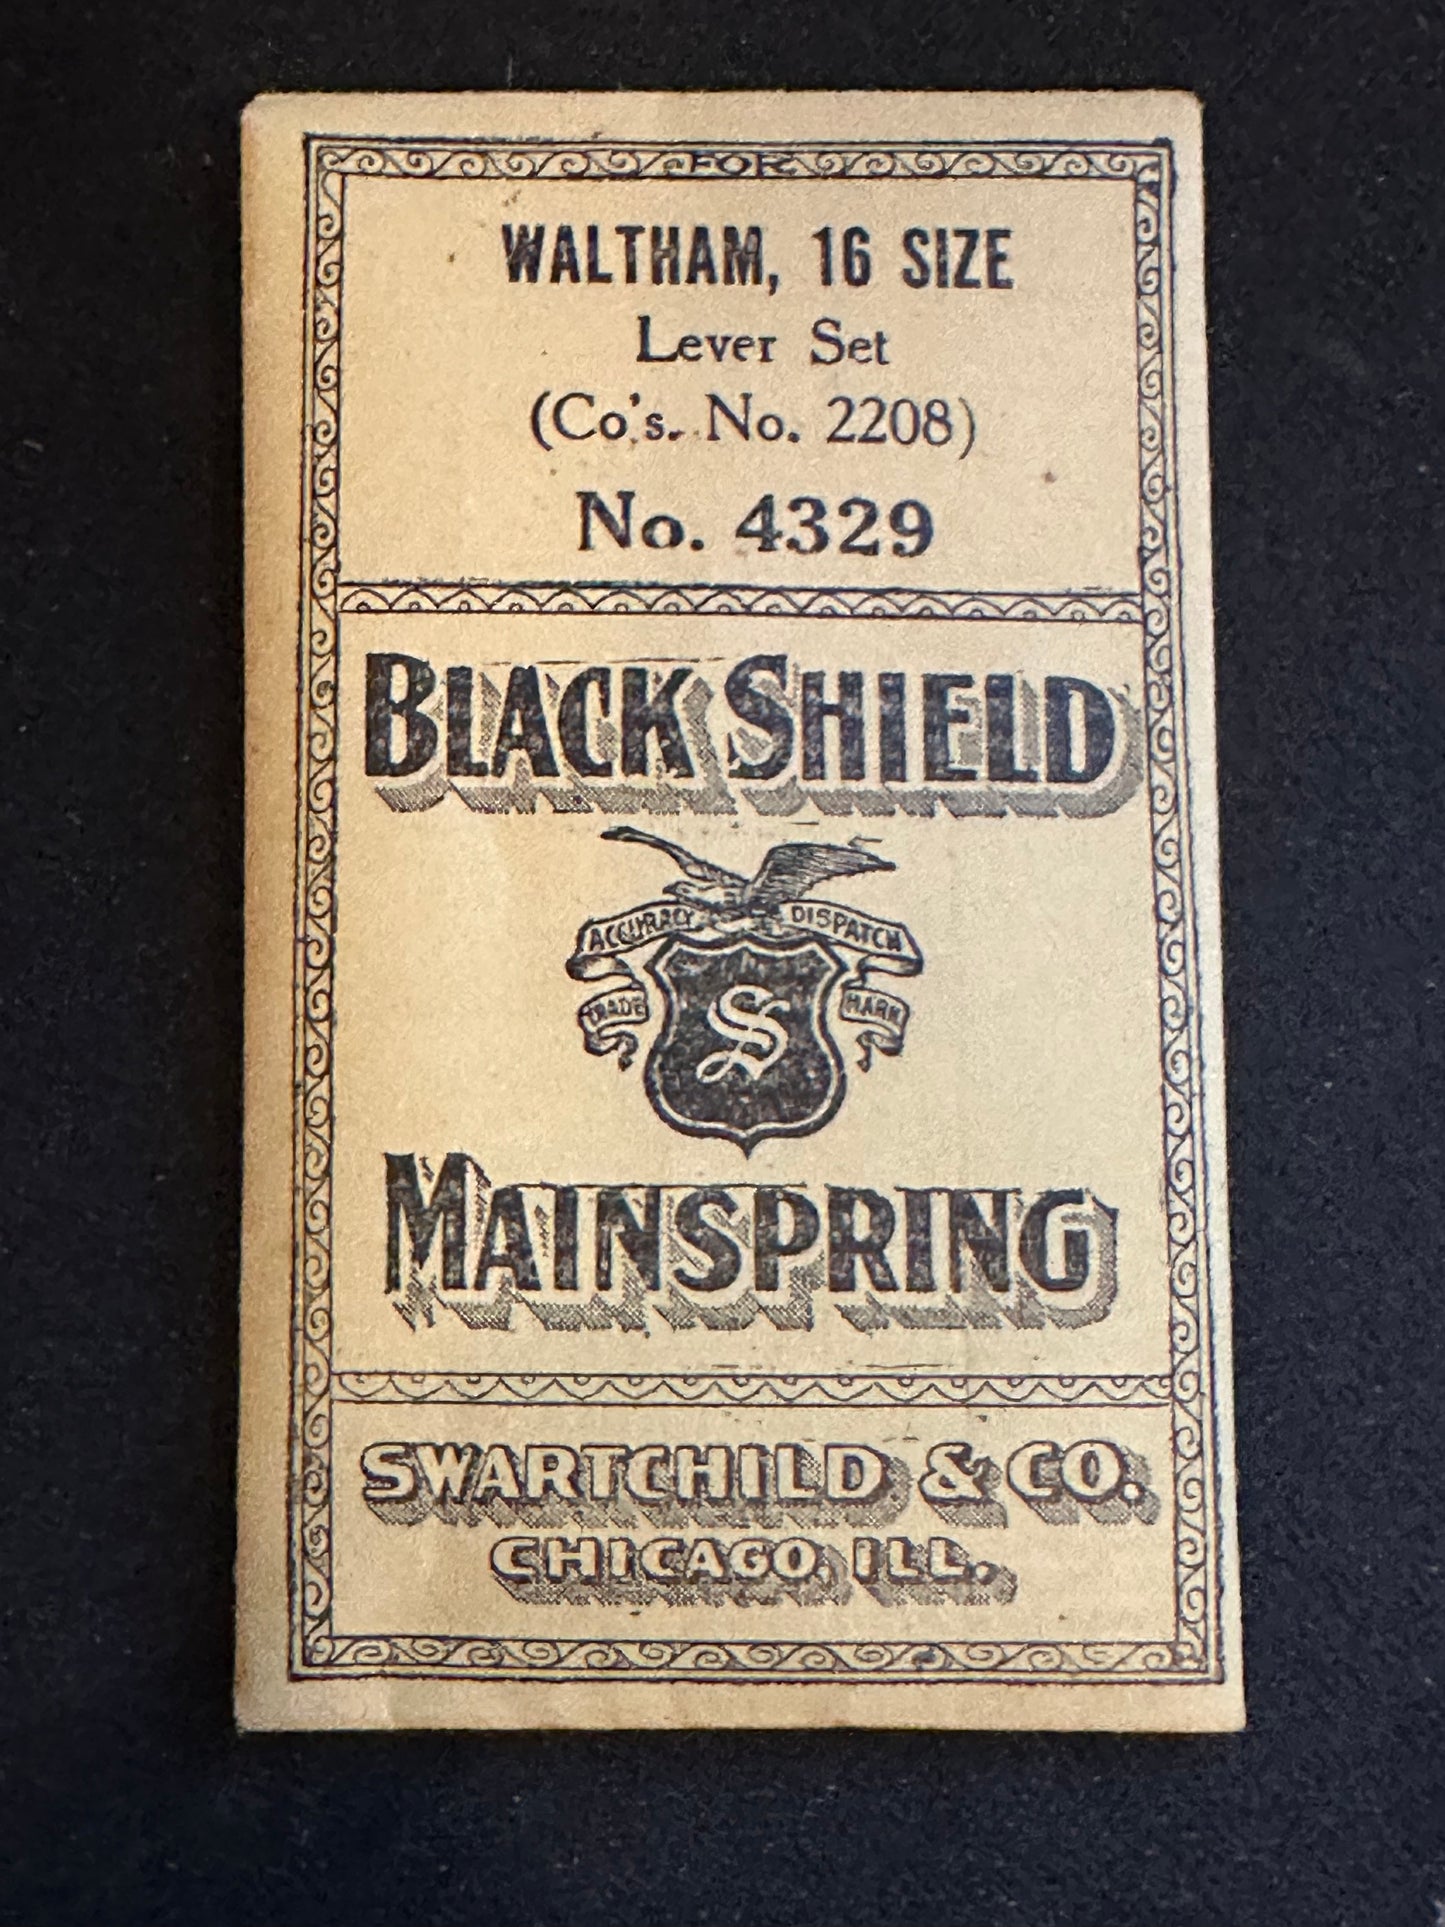 FOR
WALTHAM, 16 SIZE
Lever Set
(Co's. No. 2208)
No. 4329
BLACK SHIELD
ACCURACY DISPATCH
TRADE MARK
S
MAINSPRING
SWARTCHILD & CO.
CHICAGO, ILL.